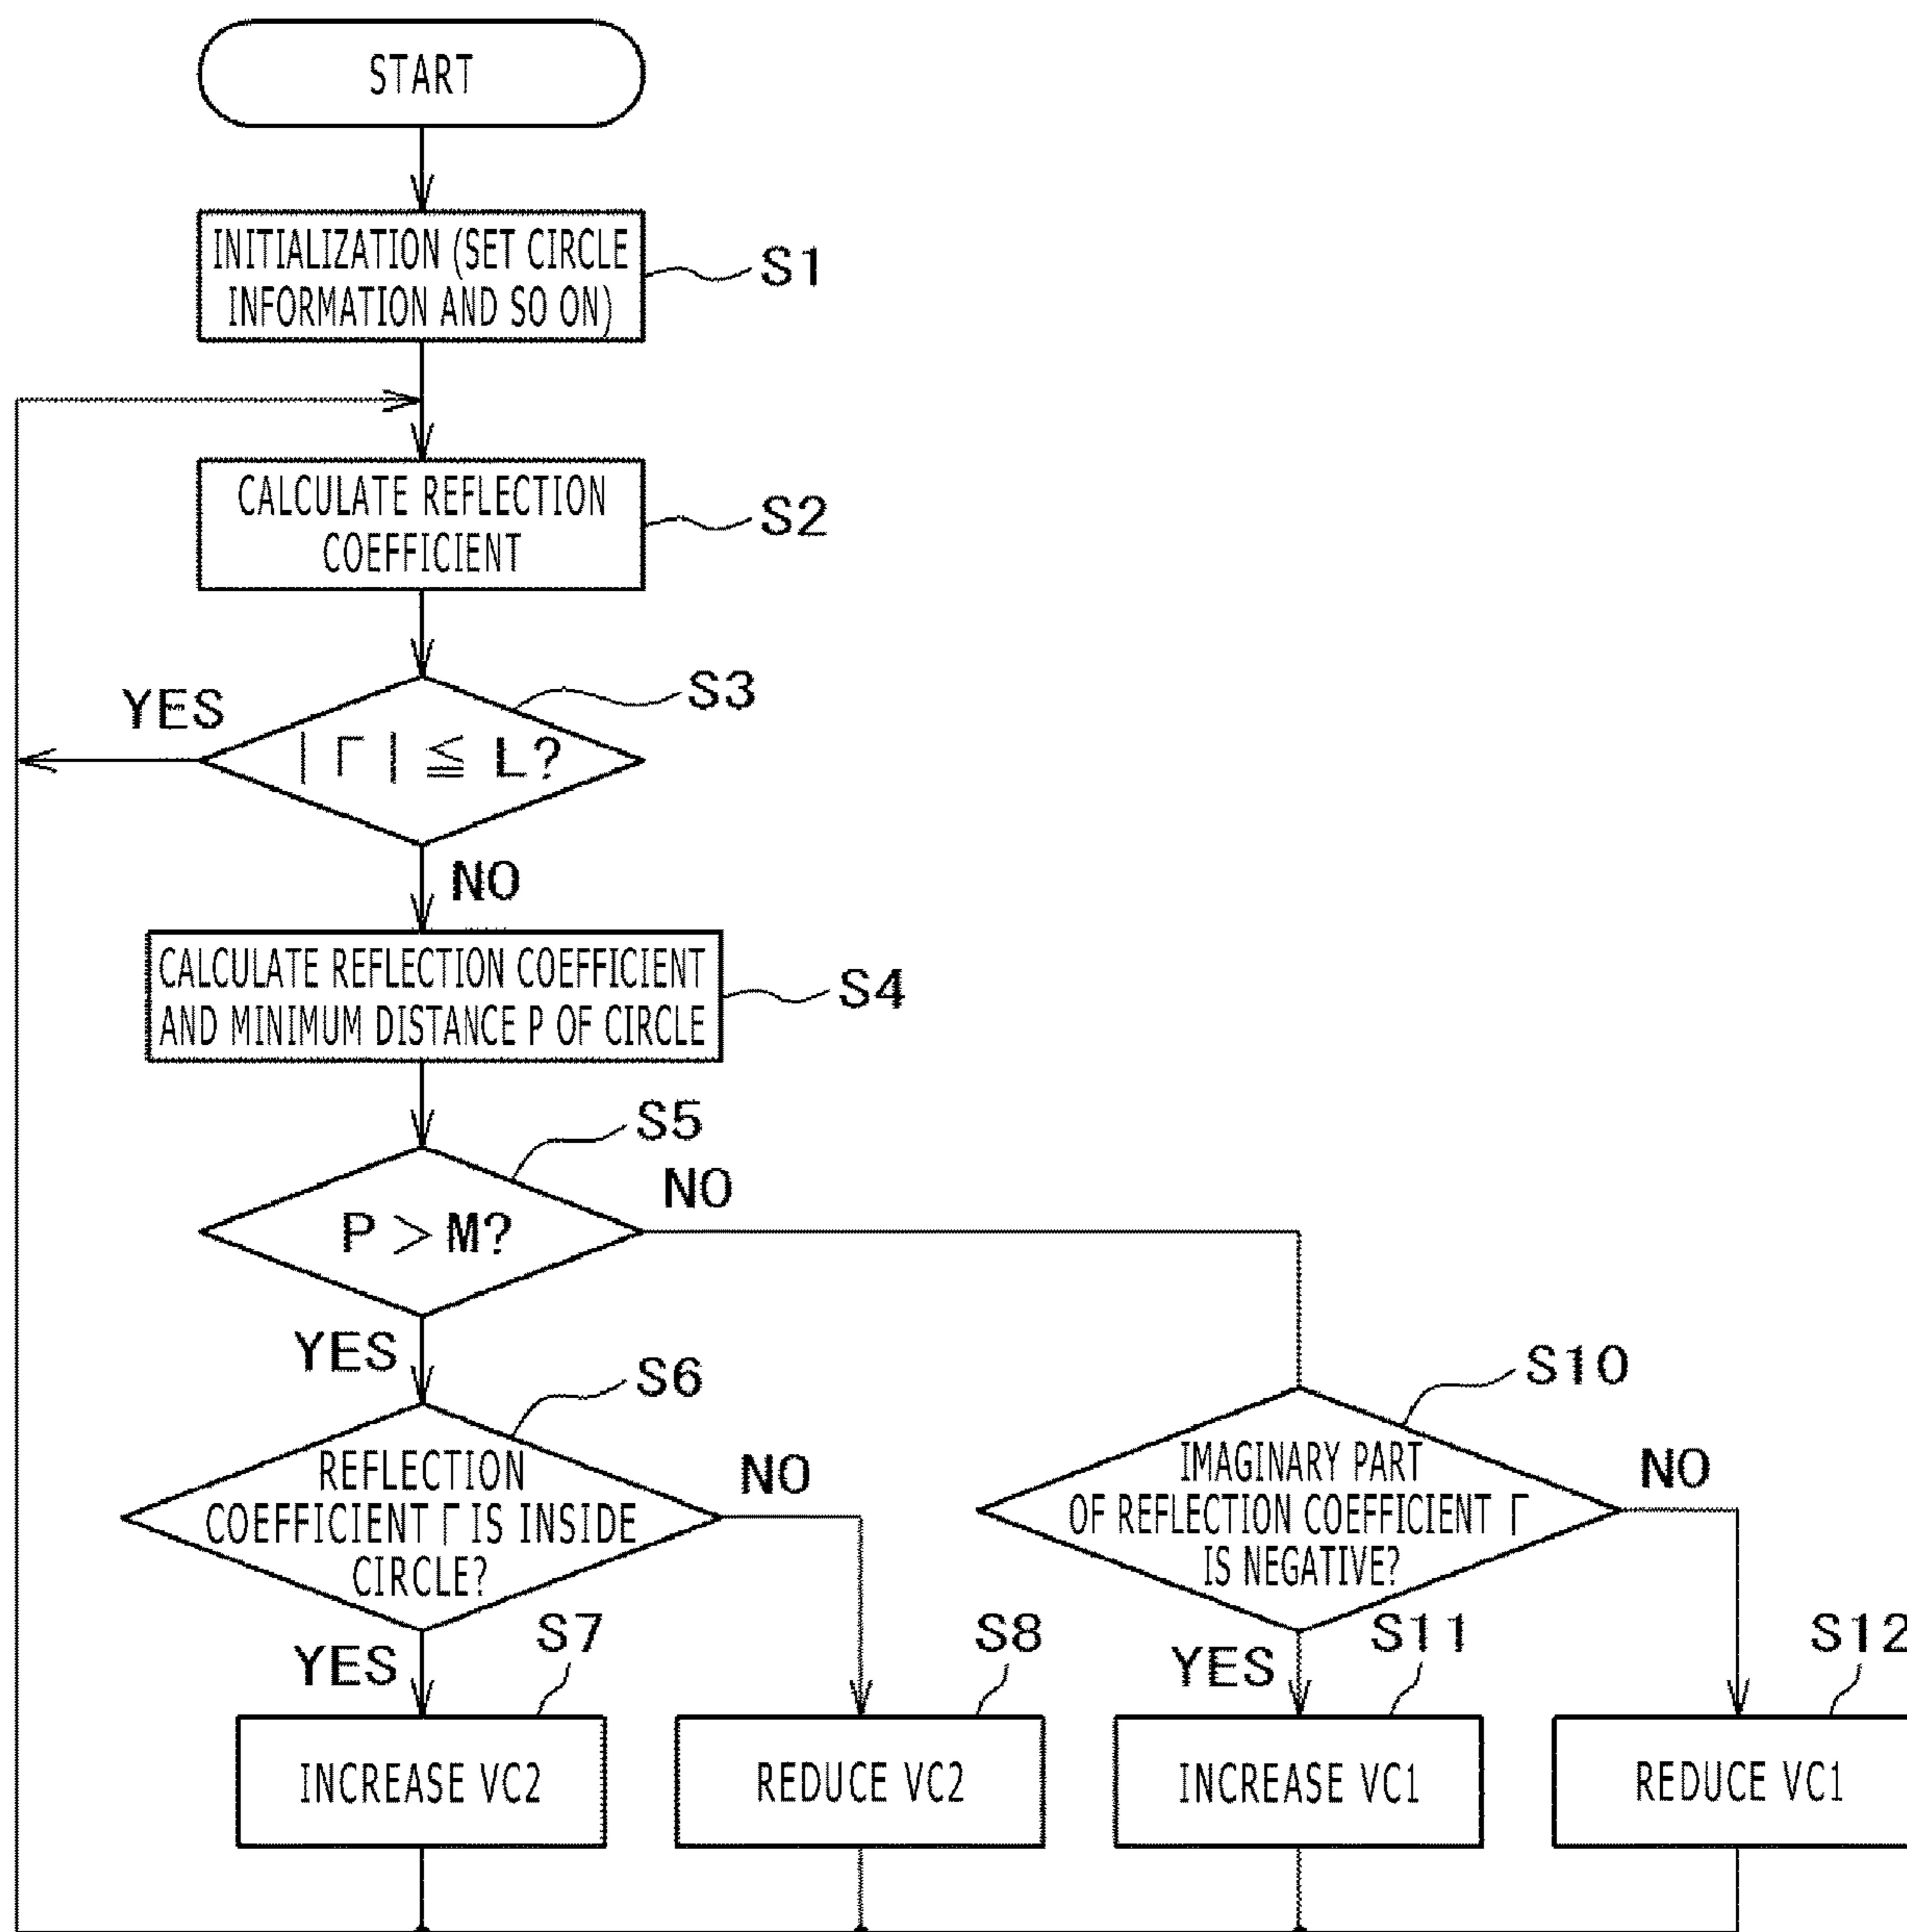 START
INITIALIZATION (SET CIRCLE
INFORMATION AND SO ON)
S1
CALCULATE REFLECTION
COEFFICIENT
S2
S3
YES
| Γ | ≦ L?
NO
CALCULATE REFLECTION COEFFICIENT
AND MINIMUM DISTANCE P OF CIRCLE
S4
S5
NO
P > M?
YES
S6
S10
REFLECTION
COEFFICIENT Γ IS INSIDE
CIRCLE?
NO
IMAGINARY PART
OF REFLECTION COEFFICIENT Γ
IS NEGATIVE?
NO
YES
S7
S8
YES
S11
S12
INCREASE VC2
REDUCE VC2
INCREASE VC1
REDUCE VC1